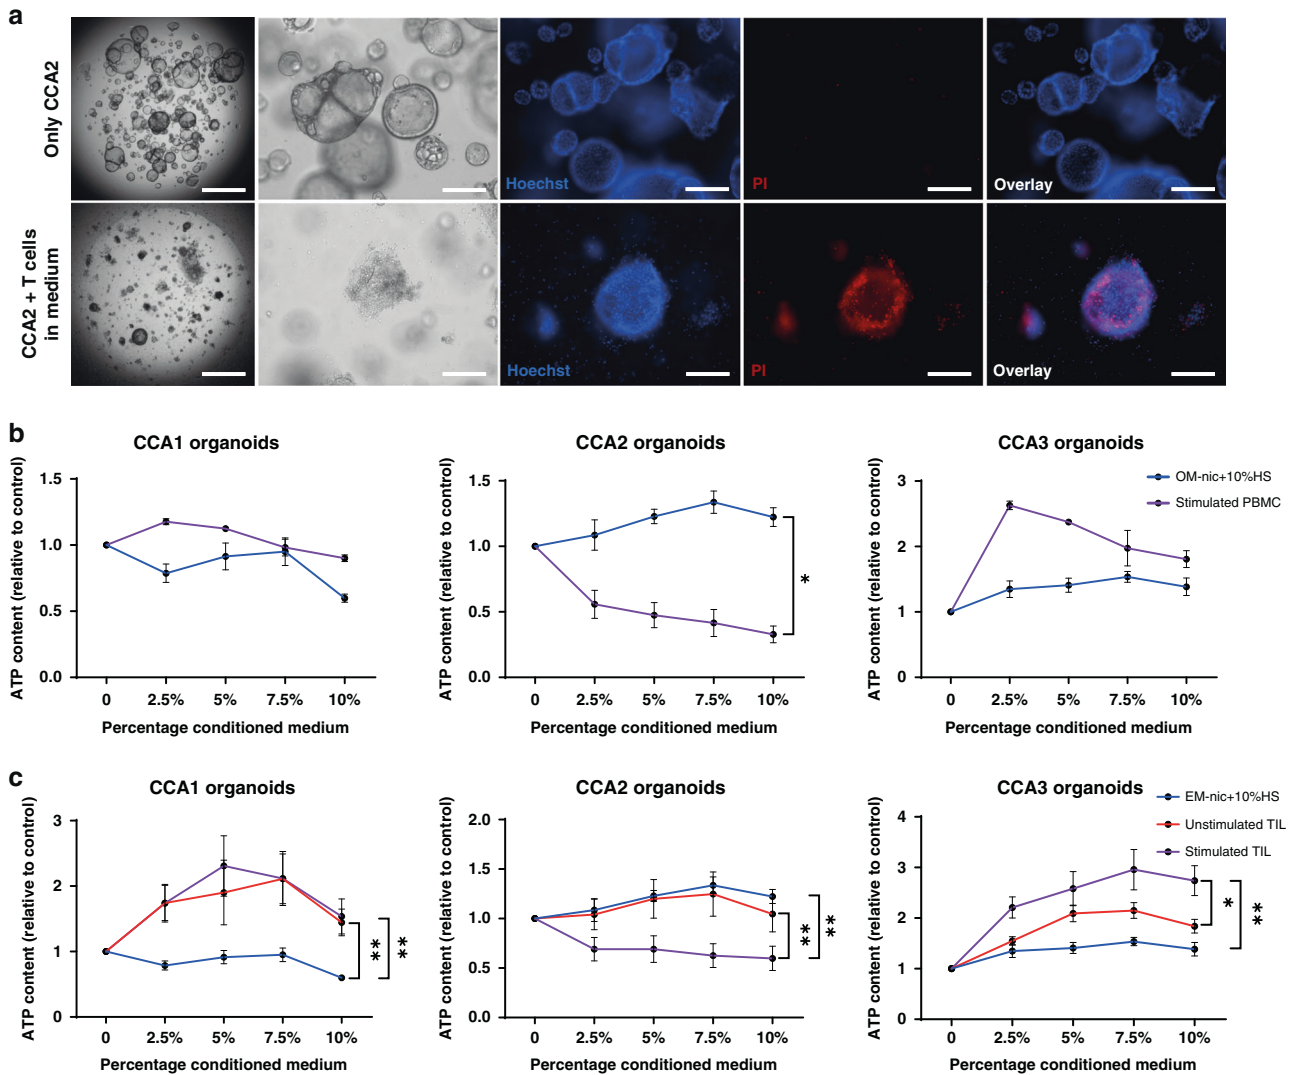 a
Only CCA2
Hoechst
PI
Overlay
CCA2 + T cells
in medium
Hoechst
PI
Overlay
b
CCA1 organoids
ATP content (relative to control)
1.5
1.0
0.5
0.0
0 2.5% 5% 7.5% 10%
Percentage conditioned medium
CCA2 organoids
ATP content (relative to control)
1.5
1.0
0.5
0.0
*
0 2.5% 5% 7.5% 10%
Percentage conditioned medium
CCA3 organoids
ATP content (relative to control)
3
2
1
0
OM-nic+10%HS
Stimulated PBMC
0 2.5% 5% 7.5% 10%
Percentage conditioned medium
c
CCA1 organoids
ATP content (relative to control)
3
2
1
0
**
**
0 2.5% 5% 7.5% 10%
Percentage conditioned medium
CCA2 organoids
ATP content (relative to control)
2.0
1.5
1.0
0.5
0.0
**
**
0 2.5% 5% 7.5% 10%
Percentage conditioned medium
CCA3 organoids
ATP content (relative to control)
4
3
2
1
0
EM-nic+10%HS
Unstimulated TIL
Stimulated TIL
*
**
0 2.5% 5% 7.5% 10%
Percentage conditioned medium